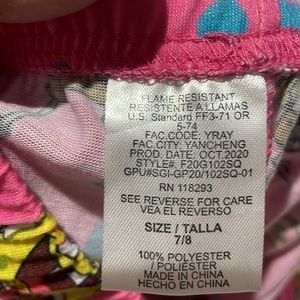 FLAME RESISTANT
RESISTENTE A LLAMAS
U.S. Standard FF3-71 OR
5-74
FAC.CODE: YRAY
FAC.CITY: YANCHENG
PROD. DATE: OCT.2020
STYLE#: F20G102SQ
GPU#SGI-GP20/102SQ-01
RN 118293
SEE REVERSE FOR CARE
VEA EL REVERSO
SIZE / TALLA
7/8
100% POLYESTER
/ POLIÉSTER
MADE IN CHINA
HECHO EN CHINA